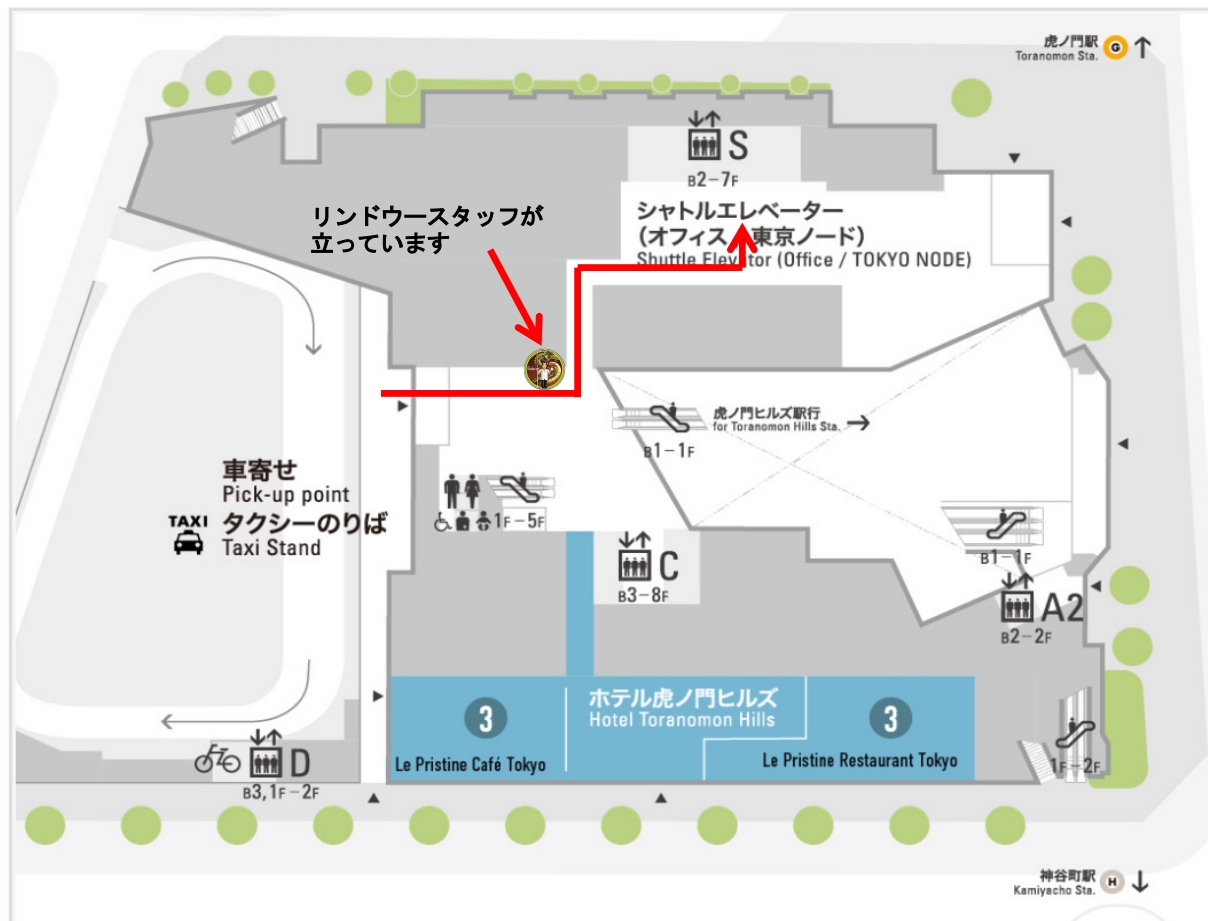 虎ノ門駅
Toranomon Sta.
G
S
B2-7F
リンドウースタッフが
立っています
シャトルエレベーター
(オフィス 東京ノード)
Shuttle Elev tor (Office / TOKYO NODE)
虎ノ門ヒルズ駅行
for Toranomon Hills Sta.
B1-1F
車寄せ
Pick-up point
TAXI
タクシーのりば
Taxi Stand
1F-5F
C
B3-8F
B1-1F
A2
B2-2F
3
ホテル虎ノ門ヒルズ
Hotel Toranomon Hills
3
Le Pristine Café Tokyo
Le Pristine Restaurant Tokyo
D
B3,1F-2F
1F-2F
神谷町駅
Kamiyacho Sta.
H